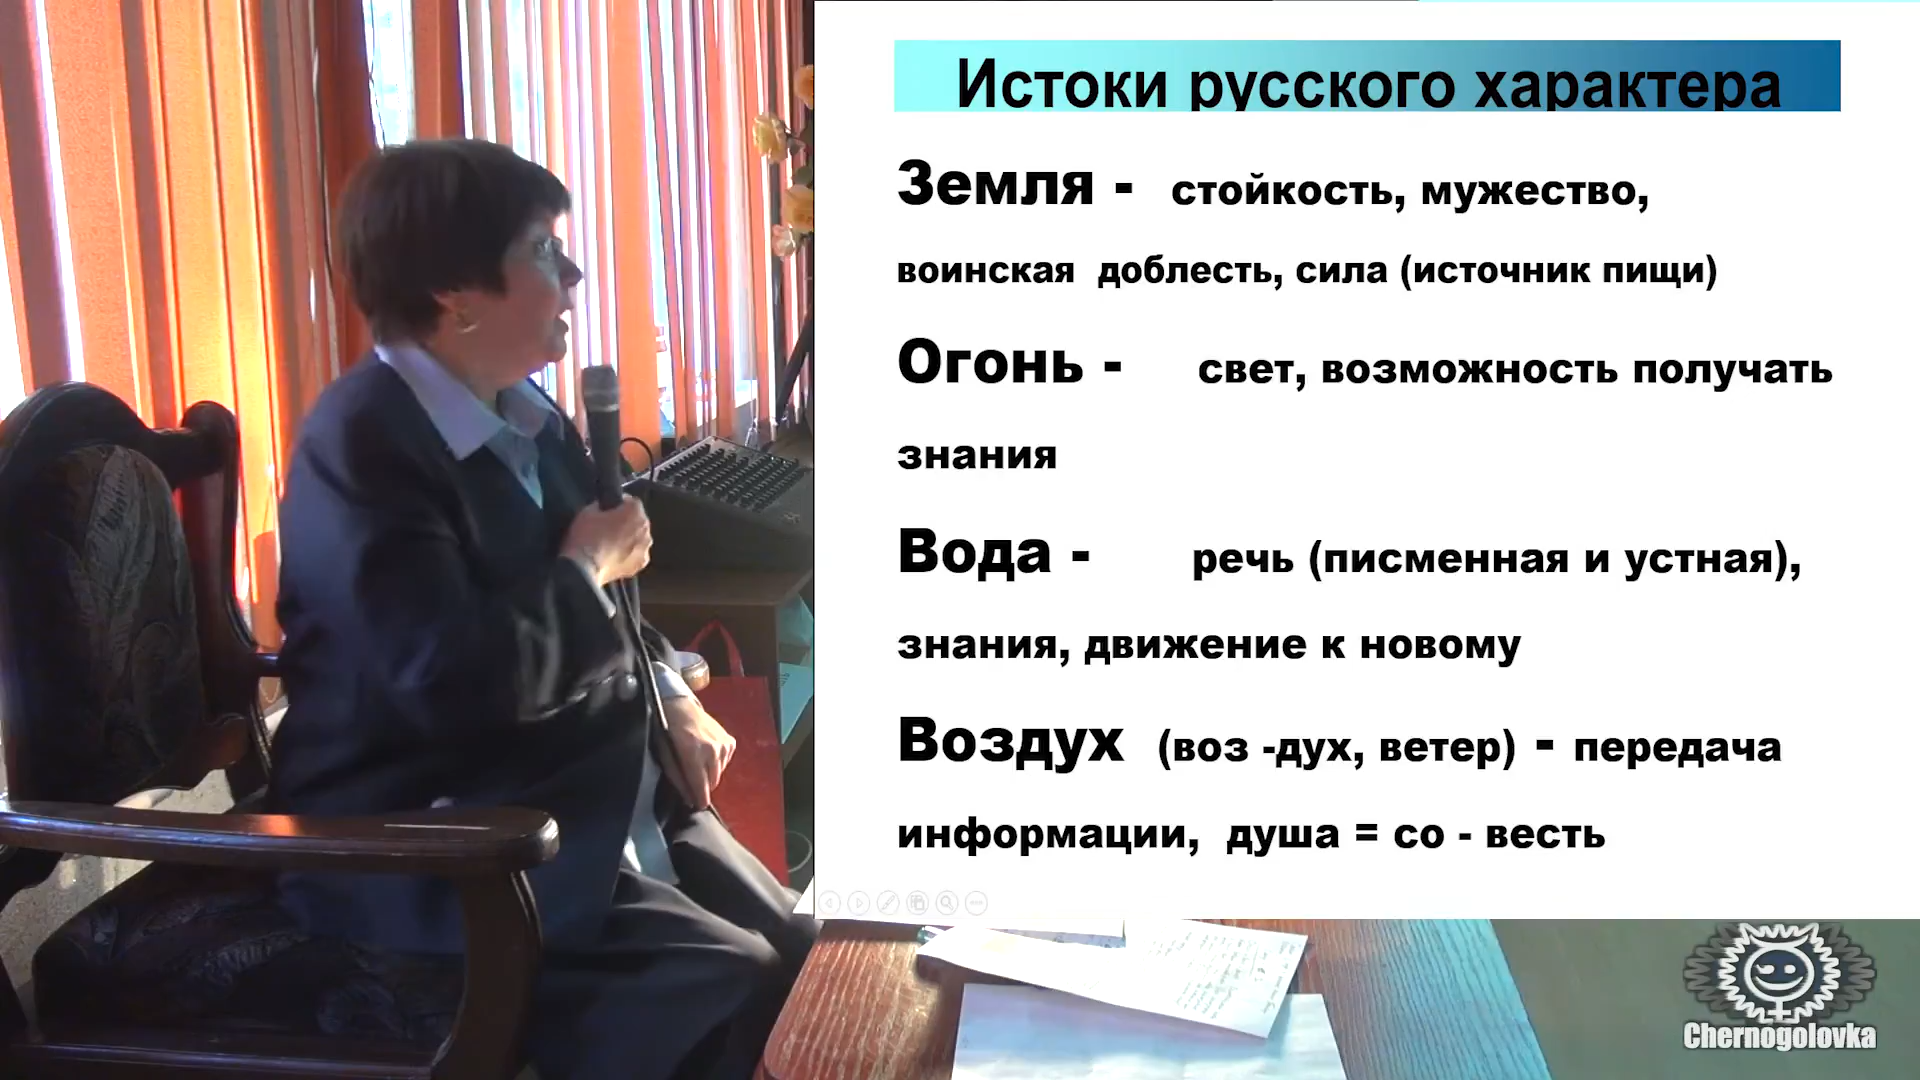 Истоки русского характера
Земля - стойкость, мужество,
воинская доблесть, сила (источник пищи)
Огонь - свет, возможность получать
знания
Вода - речь (писменная и устная),
знания, движение к новому
Воздух (воз -дух, ветер) - передача
информации, душа = со - весть
Chernogolovka